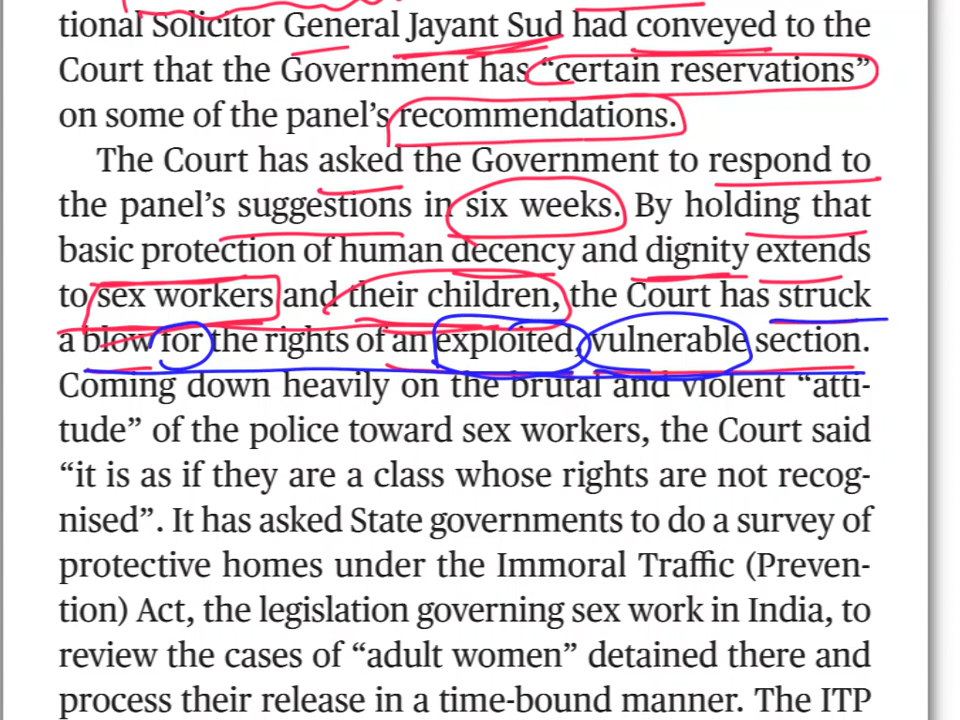 tional Solicitor General Jayant Sud had conveyed to the
Court that the Government has “certain reservations”
on some of the panel’s recommendations.
The Court has asked the Government to respond to
the panel’s suggestions in six weeks. By holding that
basic protection of human decency and dignity extends
to sex workers and their children, the Court has struck
a blow for the rights of an exploited, vulnerable section.
Coming down heavily on the brutal and violent “atti-
tude” of the police toward sex workers, the Court said
“it is as if they are a class whose rights are not recog-
nised”. It has asked State governments to do a survey of
protective homes under the Immoral Traffic (Preven-
tion) Act, the legislation governing sex work in India, to
review the cases of “adult women” detained there and
process their release in a time-bound manner. The ITP